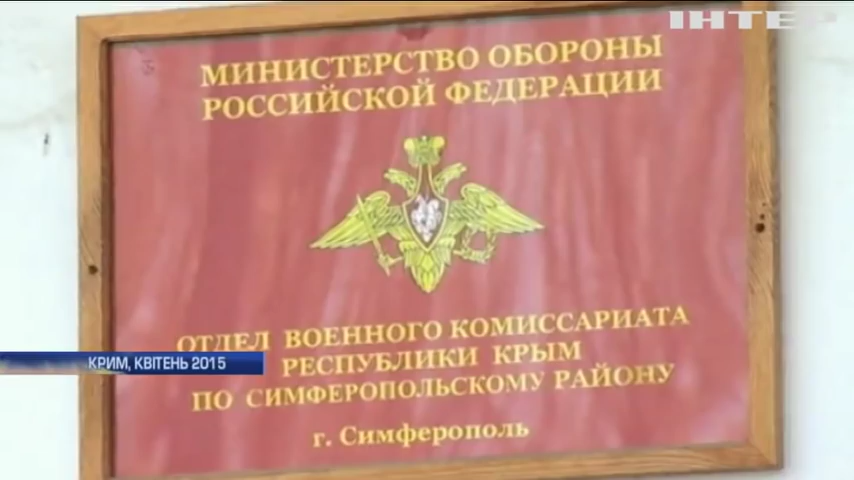 ІНТЕР
МИНИСТЕРСТВО ОБОРОНЫ
РОССИЙСКОЙ ФЕДЕРАЦИИ
ОТДЕЛ ВОЕННОГО КОМИССАРИАТА
КРИМ, КВІТЕНЬ 2015
РЕСПУБЛИКИ КРЫМ
ПО СИМФЕРОПОЛЬСКОМУ РАЙОНУ
г. Симферополь